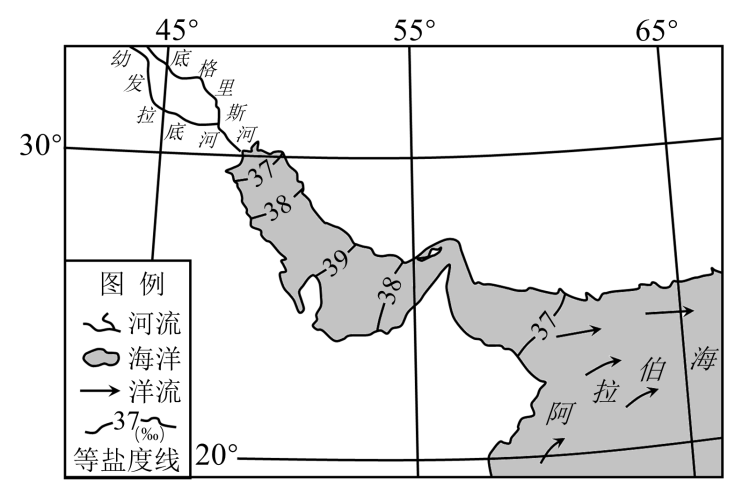 45°
55°
65°
幼发拉底河
底格里斯河
30°
37
38
39
38
37
阿拉伯海
图 例
河流
海洋
洋流
37
(‰)
等盐度线
20°